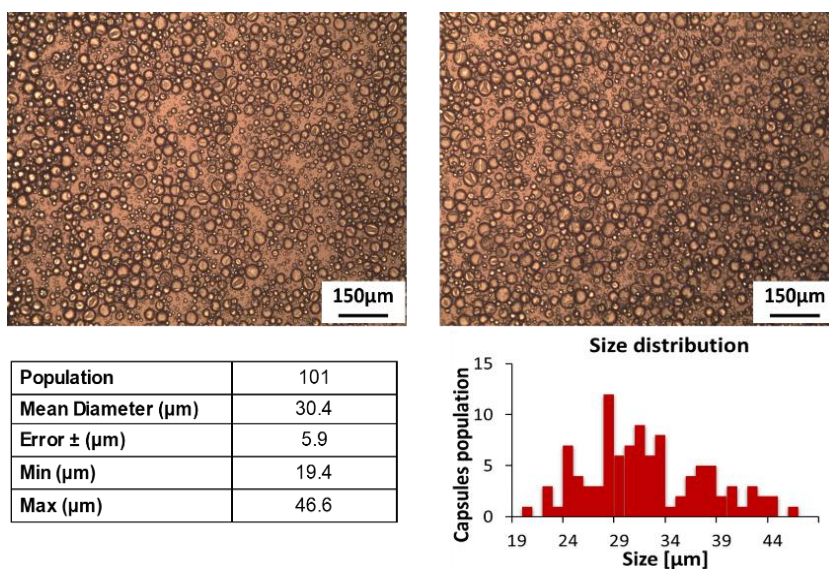 150µm
150µm
Population 101
Mean Diameter (µm) 30.4
Error ± (µm) 5.9
Min (µm) 19.4
Max (µm) 46.6
Size distribution
Capsules population
15
10
5
0
19 24 29 34 39 44
Size [µm]